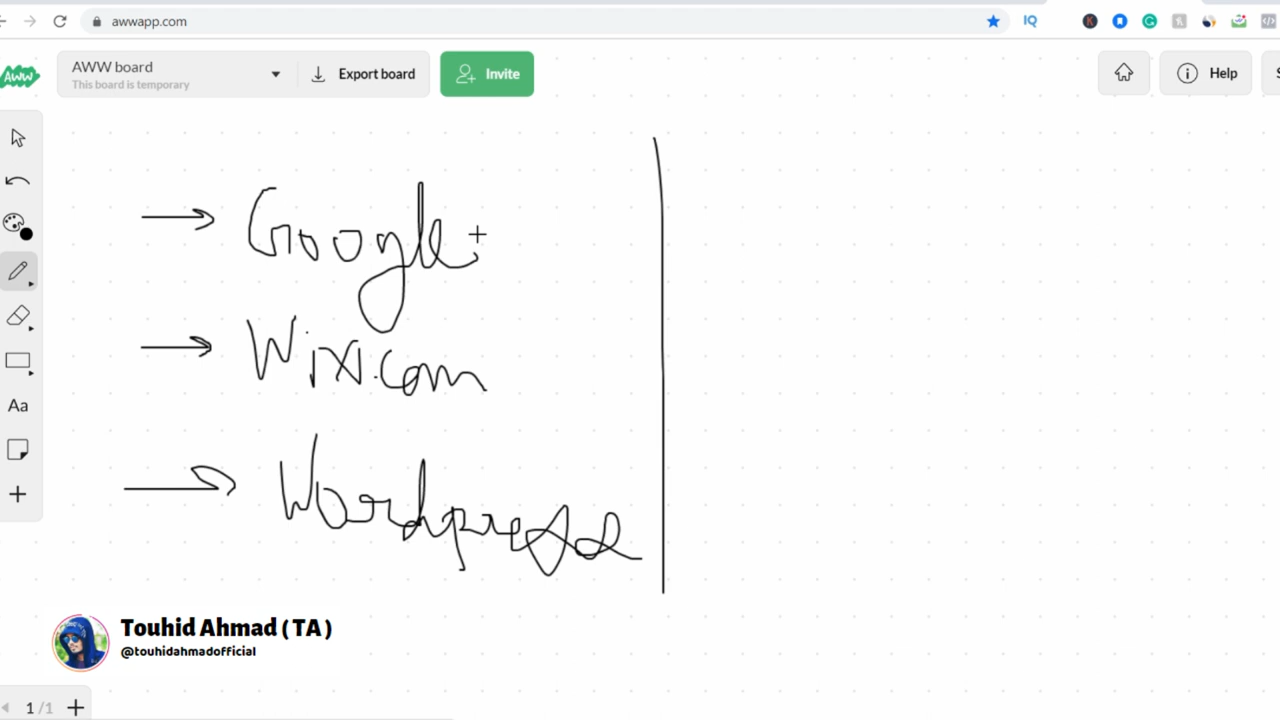 awwapp.com
IQ
AWW
AWW board
This board is temporary
Export board
Invite
Help
Aa
→ Google
→ Wix.com
→ Wordpress
Touhid Ahmad ( TA )
@touhidahmadofficial
1 /1